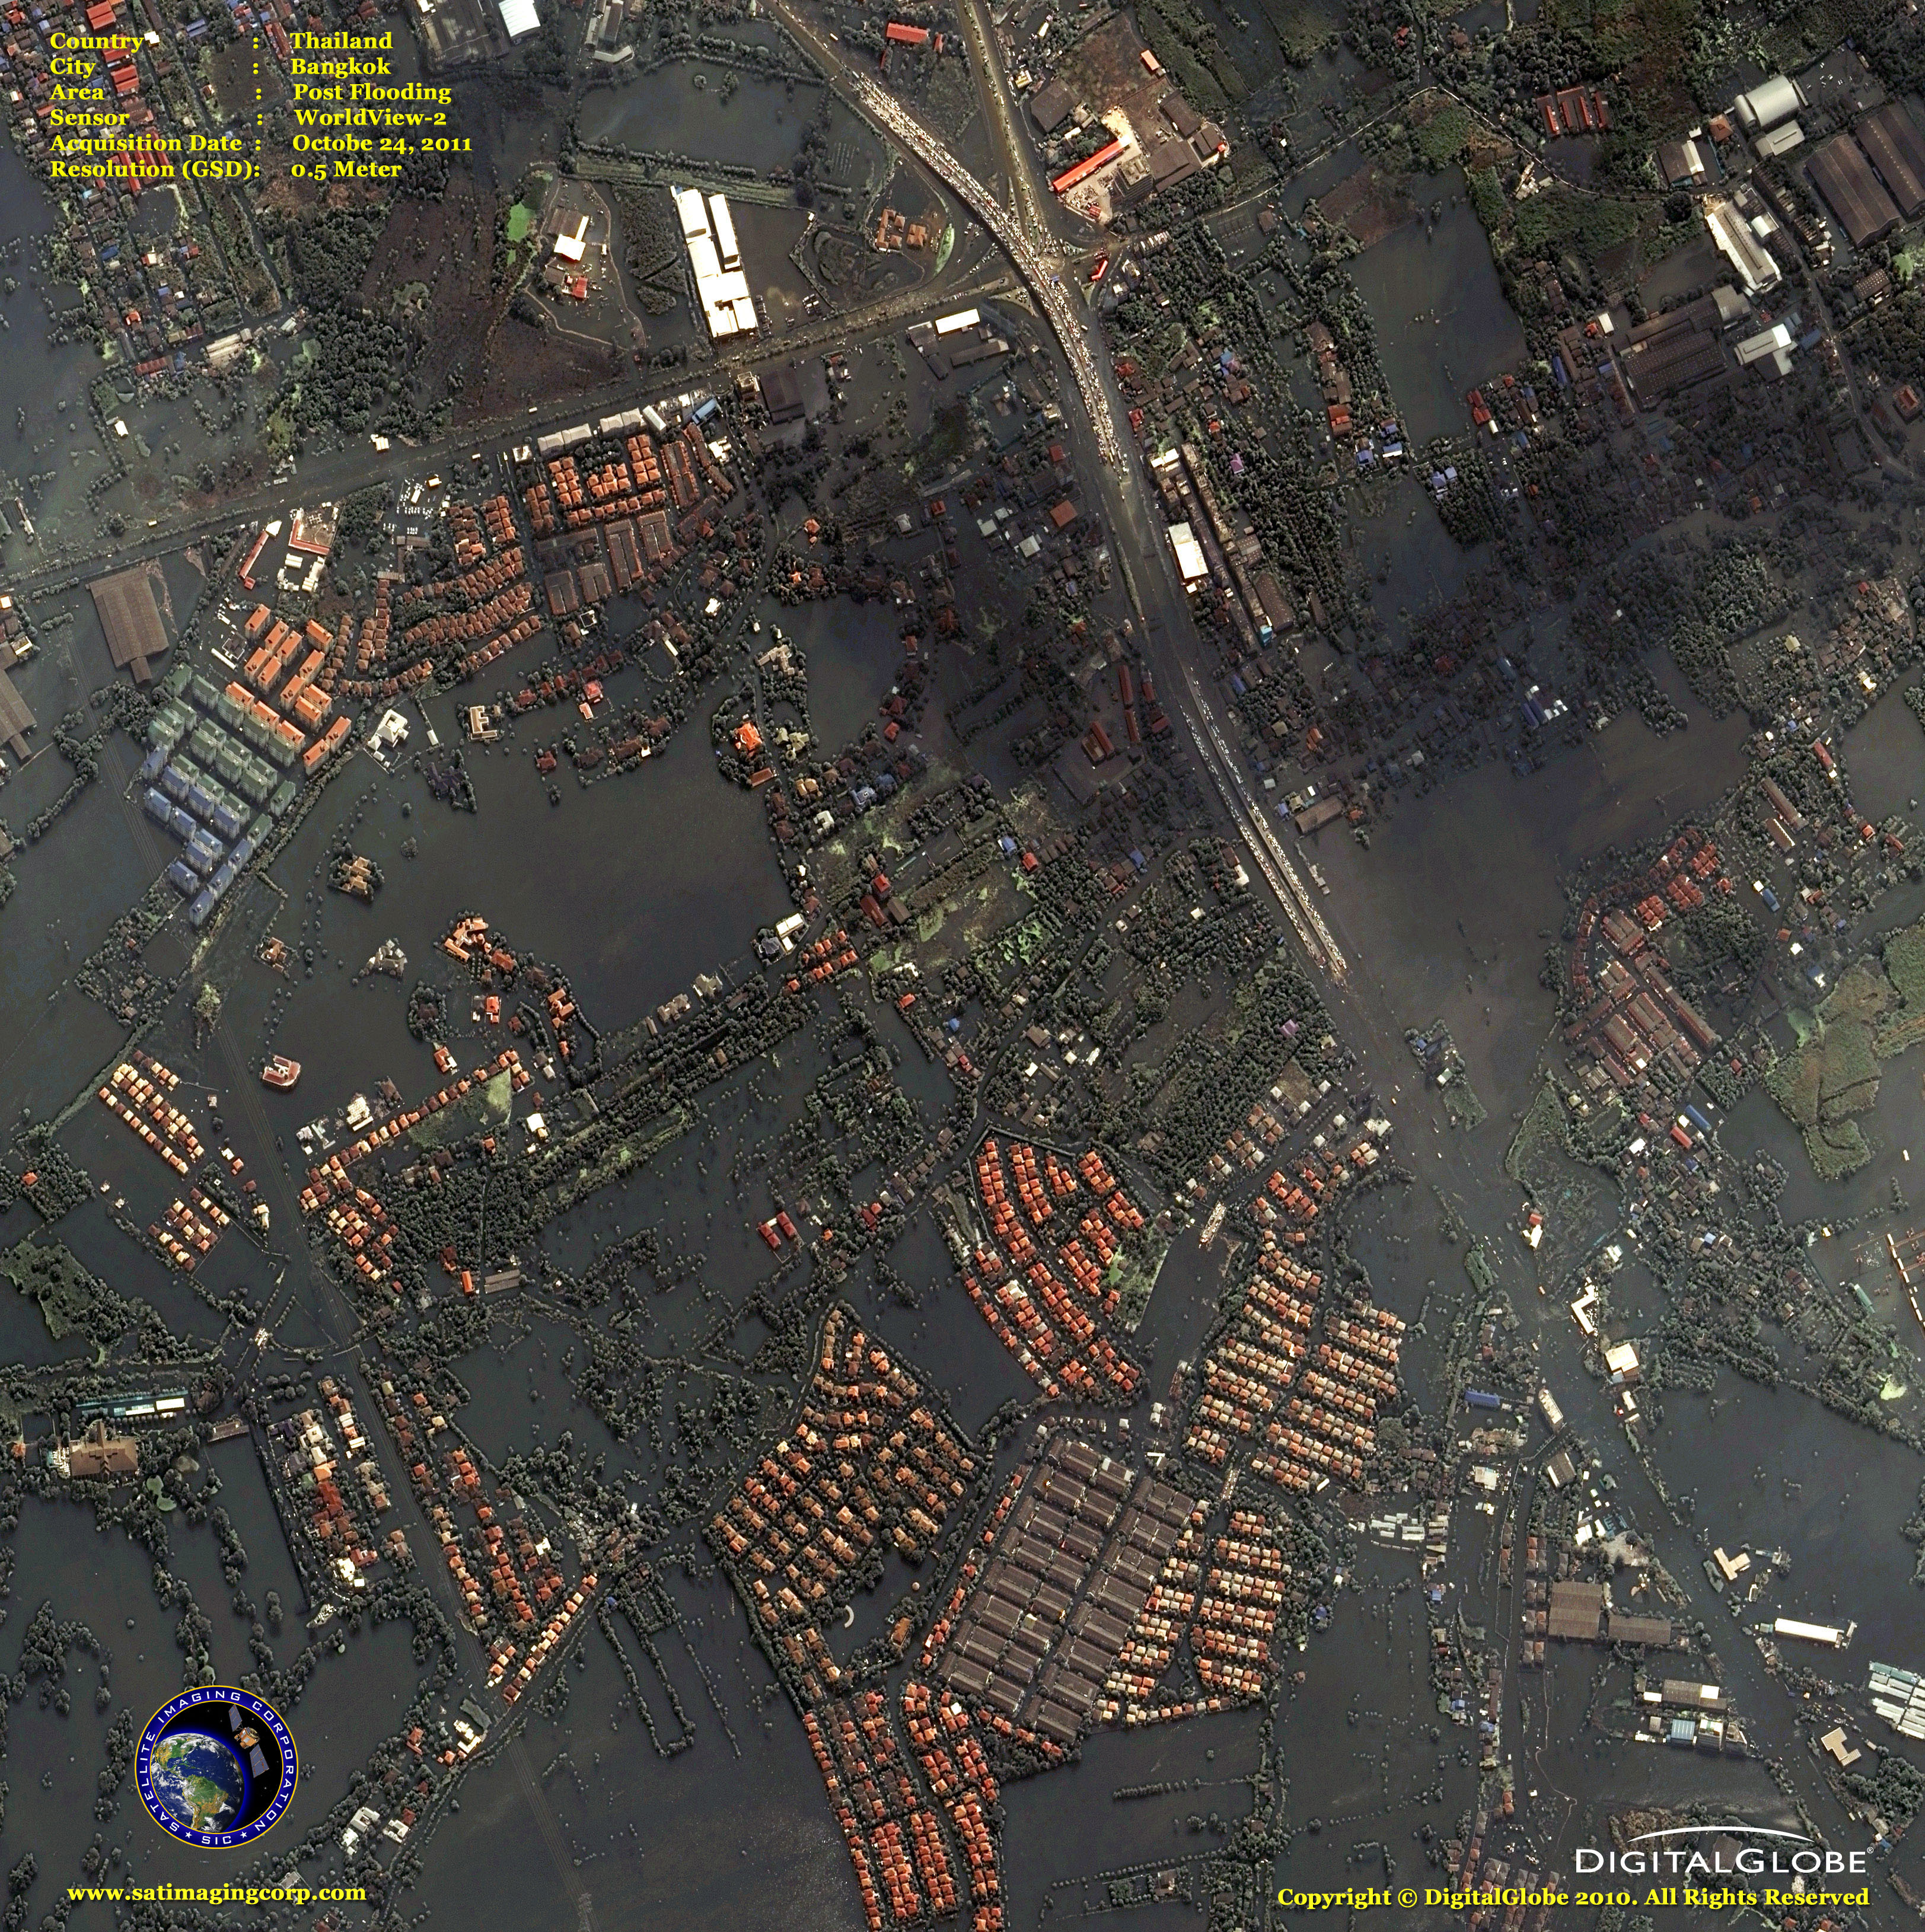 Country : Thailand
City : Bangkok
Area : Post Flooding
Sensor : WorldView-2
Acquisition Date : Octobe 24, 2011
Resolution (GSD): 0.5 Meter
SATELLITE IMAGING CORPORATION
★ SIC ★
www.satimagingcorp.com
DIGITALGLOBE®
Copyright © DigitalGlobe 2010. All Rights Reserved